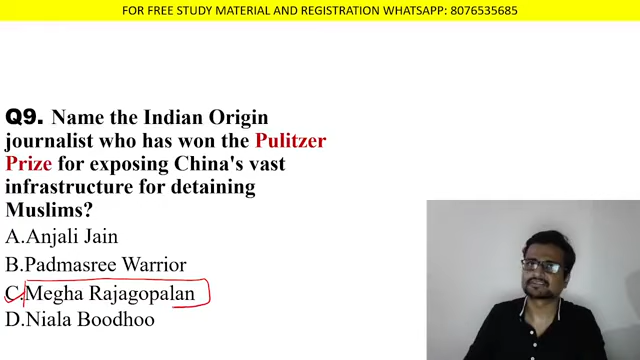 FOR FREE STUDY MATERIAL AND REGISTRATION WHATSAPP: 8076535685
Q9. Name the Indian Origin
journalist who has won the Pulitzer
Prize for exposing China's vast
infrastructure for detaining
Muslims?
A.Anjali Jain
B.Padmasree Warrior
C.Megha Rajagopalan
D.Niala Boodhoo